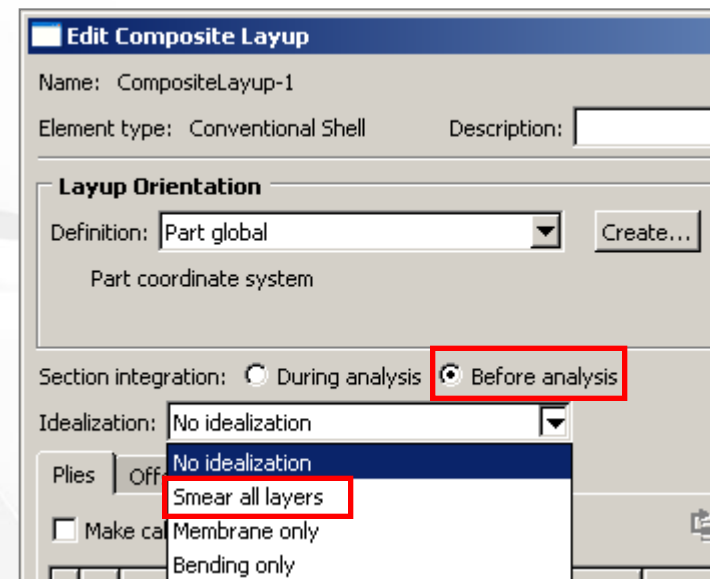 Edit Composite Layup
Name: CompositeLayup-1
Element type: Conventional Shell Description:
Layup Orientation
Definition: Part global Create...
Part coordinate system
Section integration: During analysis Before analysis
Idealization: No idealization
No idealization
Plies Off
Smear all layers
Make cal Membrane only
Bending only